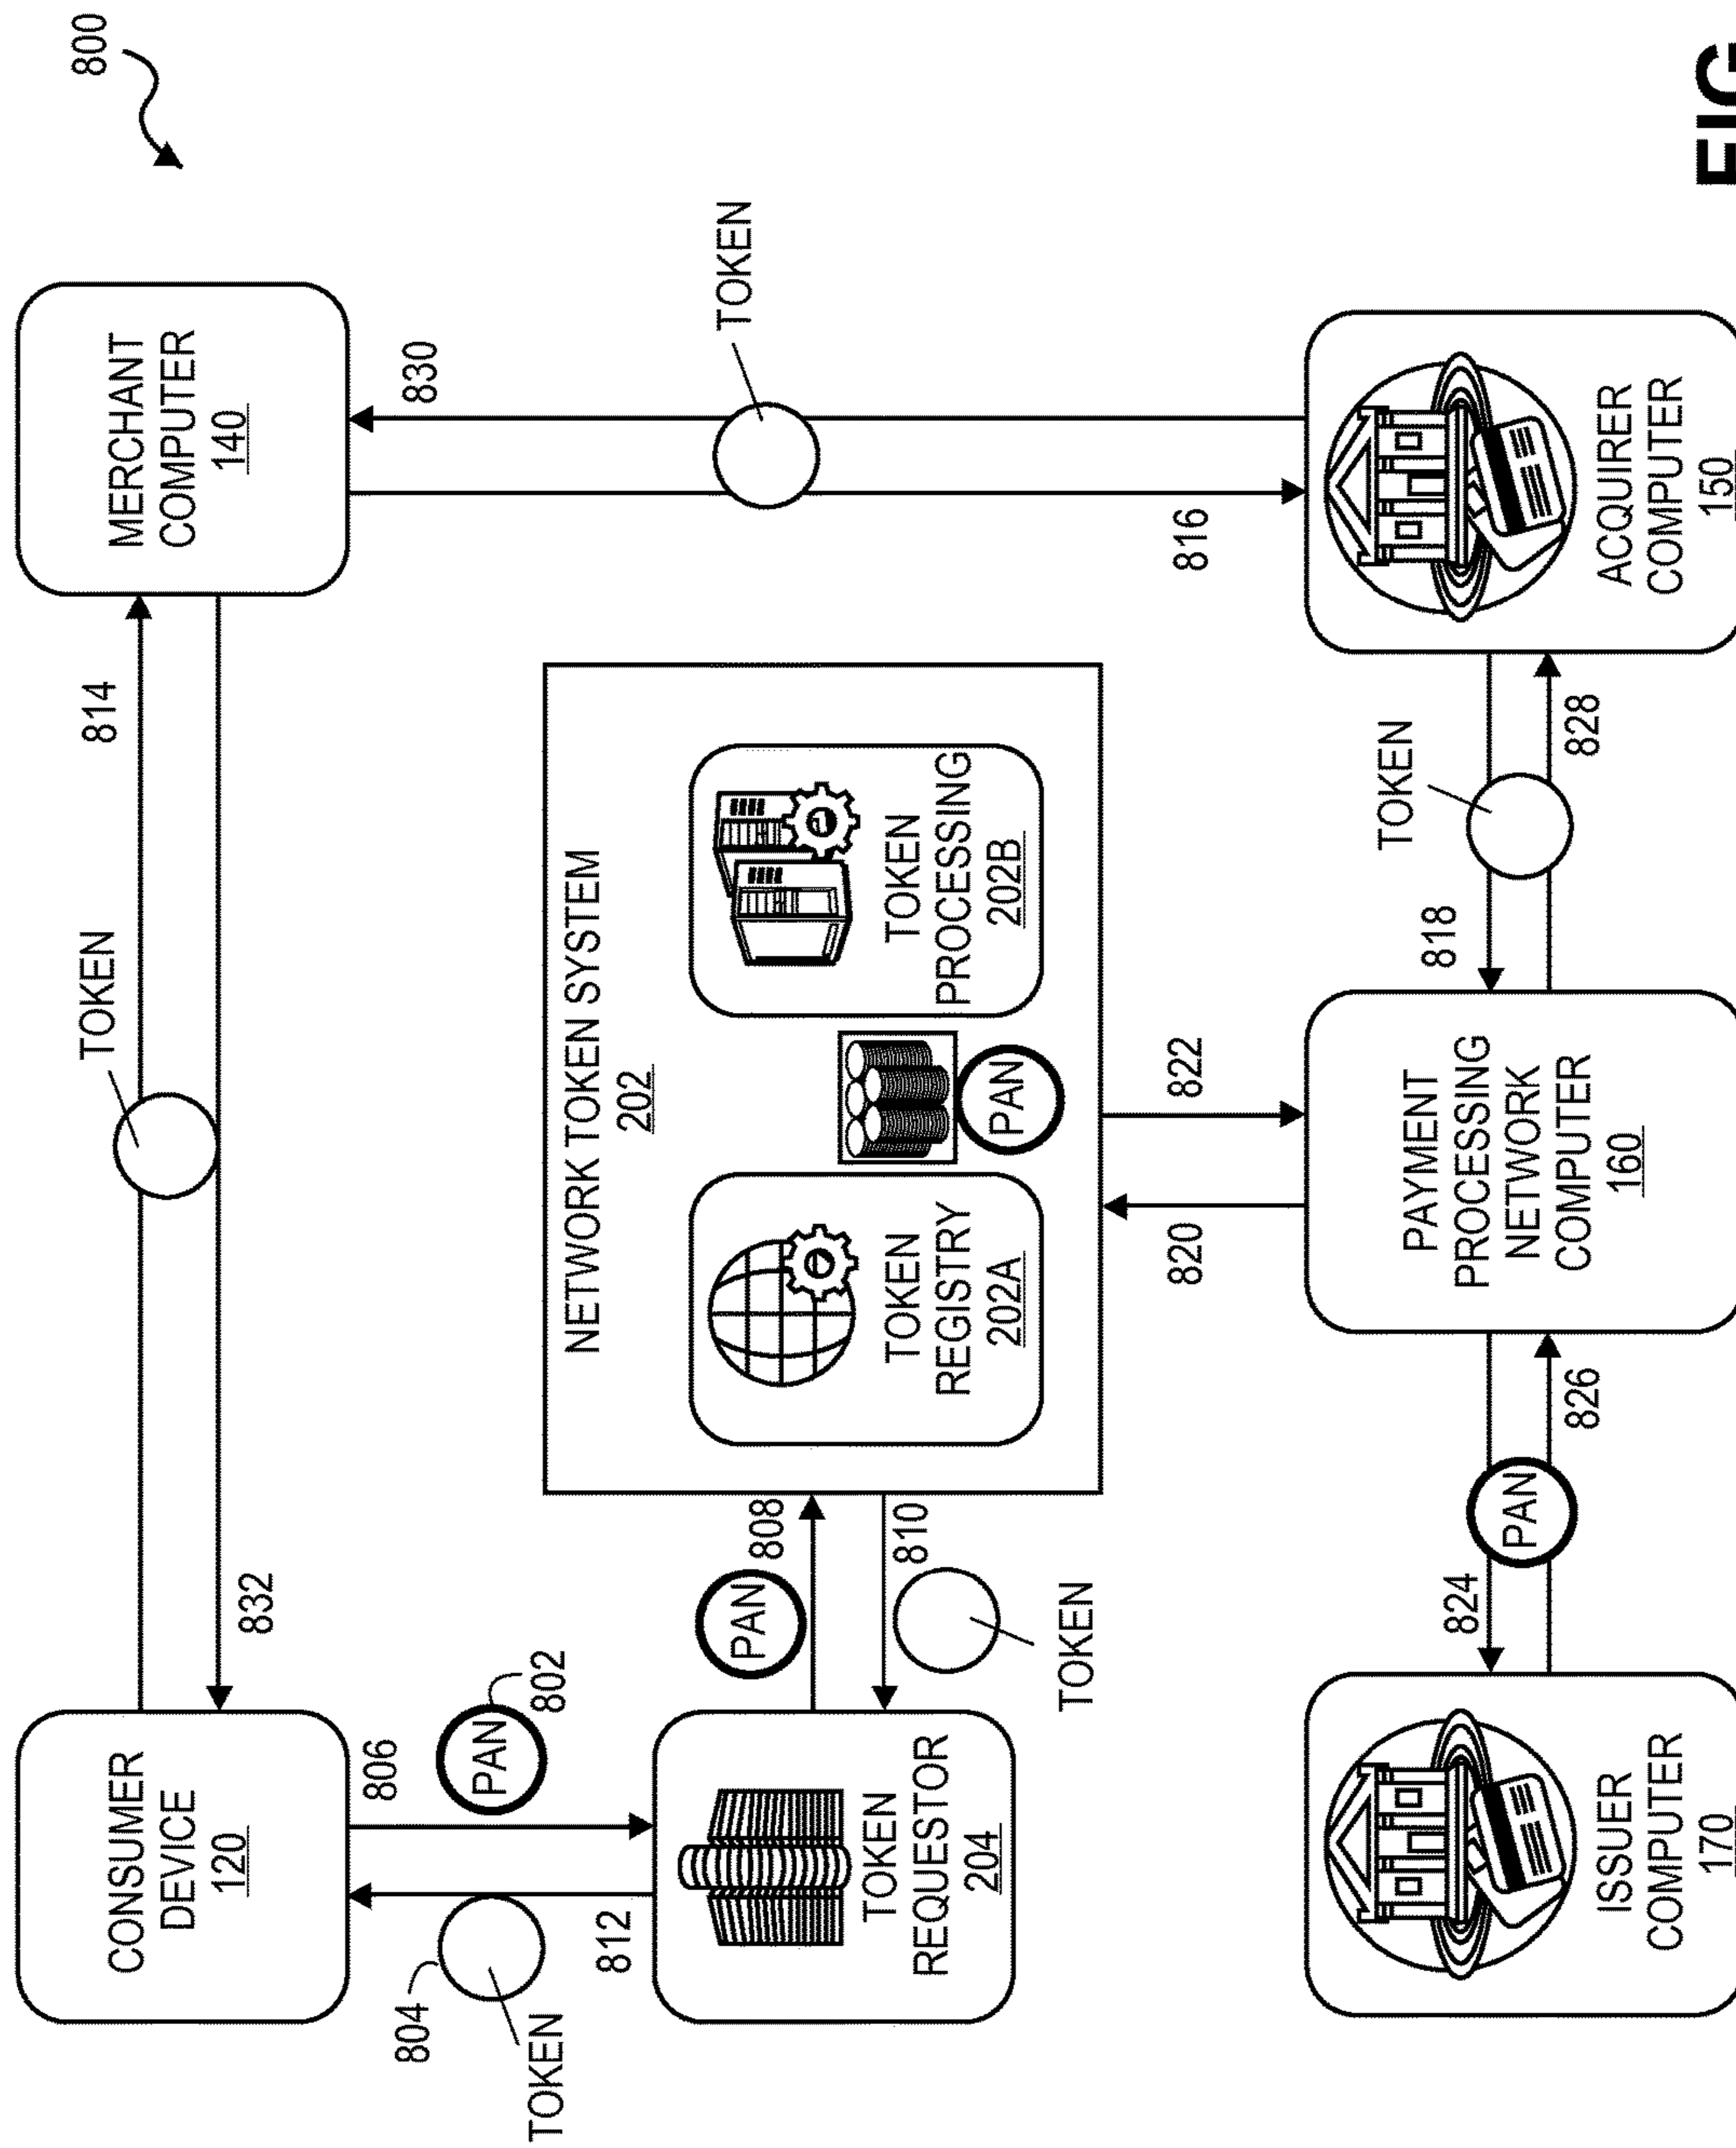 800
CONSUMER
DEVICE
120
TOKEN
814
832
MERCHANT
COMPUTER
140
804
TOKEN
812
806
PAN
802
TOKEN
REQUESTOR
204
PAN
808
810
TOKEN
NETWORK TOKEN SYSTEM
202
TOKEN
REGISTRY
202A
PAN
TOKEN
PROCESSING
202B
830
816
TOKEN
820
822
ISSUER
COMPUTER
170
824
PAN
826
PAYMENT
PROCESSING
NETWORK
COMPUTER
160
818
TOKEN
828
ACQUIRER
COMPUTER
150